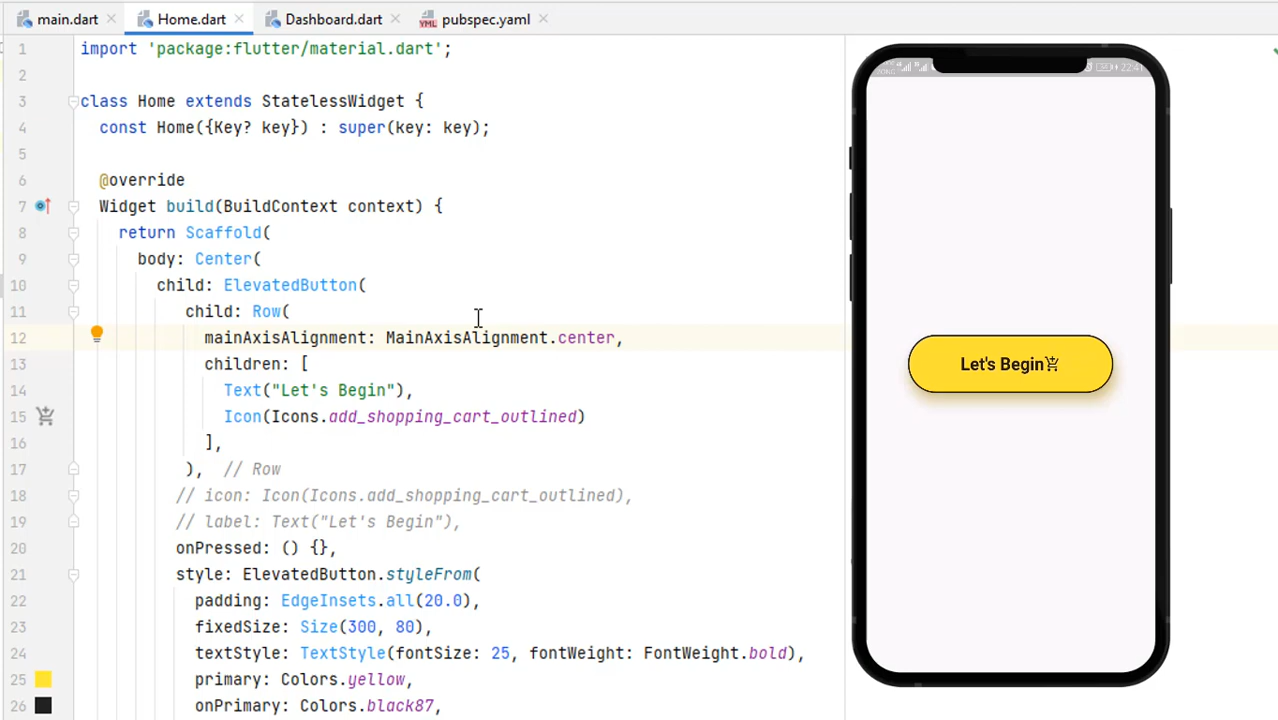 main.dart Home.dart Dashboard.dart YML pubspec.yaml
1 import 'package:flutter/material.dart';
2
3 class Home extends StatelessWidget {
4 const Home({Key? key}) : super(key: key);
5
6 @override
7 Widget build(BuildContext context) {
8 return Scaffold(
9 body: Center(
10 child: ElevatedButton(
11 child: Row(
12 mainAxisAlignment: MainAxisAlignment.center,
13 children: [
14 Text("Let's Begin"),
15 Icon(Icons.add_shopping_cart_outlined)
16 ],
17 ), // Row
18 // icon: Icon(Icons.add_shopping_cart_outlined),
19 // label: Text("Let's Begin"),
20 onPressed: () {},
21 style: ElevatedButton.styleFrom(
22 padding: EdgeInsets.all(20.0),
23 fixedSize: Size(300, 80),
24 textStyle: TextStyle(fontSize: 25, fontWeight: FontWeight.bold),
25 primary: Colors.yellow,
26 onPrimary: Colors.black87,
22:41
Let's Begin